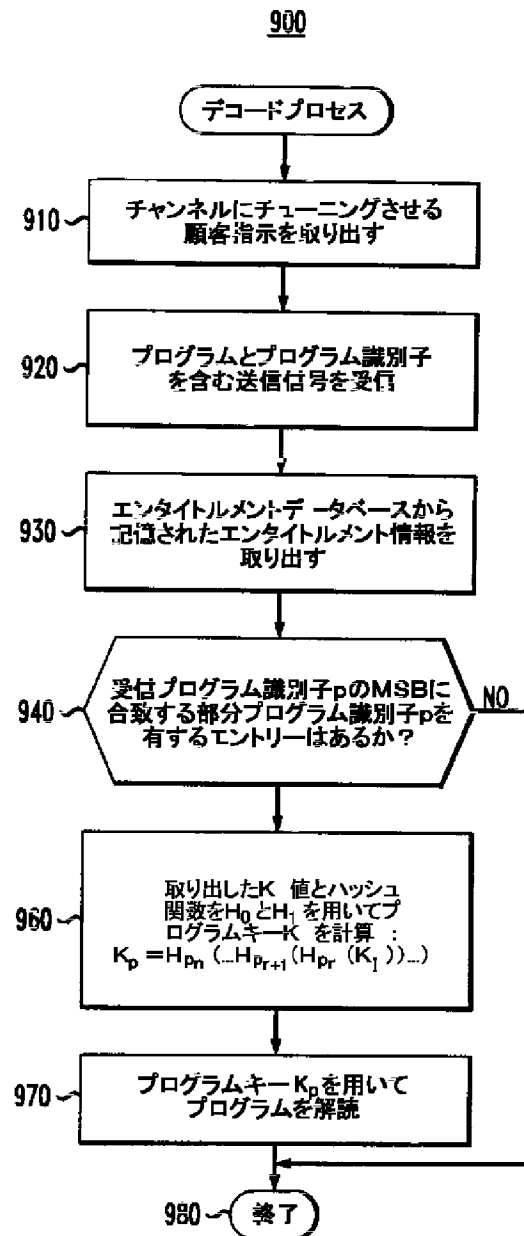 900
デコードプロセス
910
チャンネルにチューニングさせる
顧客指示を取り出す
920
プログラムとプログラム識別子
を含む送信信号を受信
930
エンタイトルメントデータベースから
記憶されたエンタイトルメント情報を
取り出す
940
受信プログラム識別子pのMSBに
合致する部分プログラム識別子pを
有するエントリーはあるか?
NO
960
取り出したK 値とハッシュ
関数をH₀とH₁を用いてプ
ログラムキーK を計算 :
Kₚ=Hₚₙ(...Hₚᵣ₊₁(Hₚᵣ(K_I))...)
970
プログラムキーKₚを用いて
プログラムを解読
980
終了